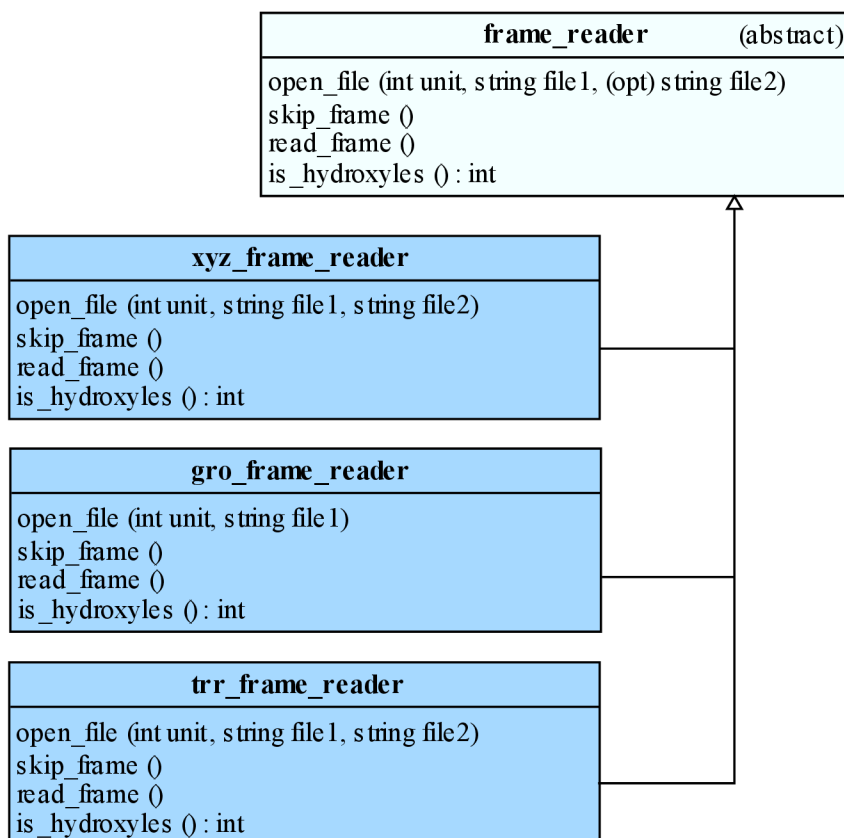 frame_reader (abstract)
open_file (int unit, string file1, (opt) string file2)
skip_frame ()
read_frame ()
is_hydroxyles () : int
xyz_frame_reader
open_file (int unit, string file1, string file2)
skip_frame ()
read_frame ()
is_hydroxyles () : int
gro_frame_reader
open_file (int unit, string file1)
skip_frame ()
read_frame ()
is_hydroxyles () : int
trr_frame_reader
open_file (int unit, string file1, string file2)
skip_frame ()
read_frame ()
is_hydroxyles () : int